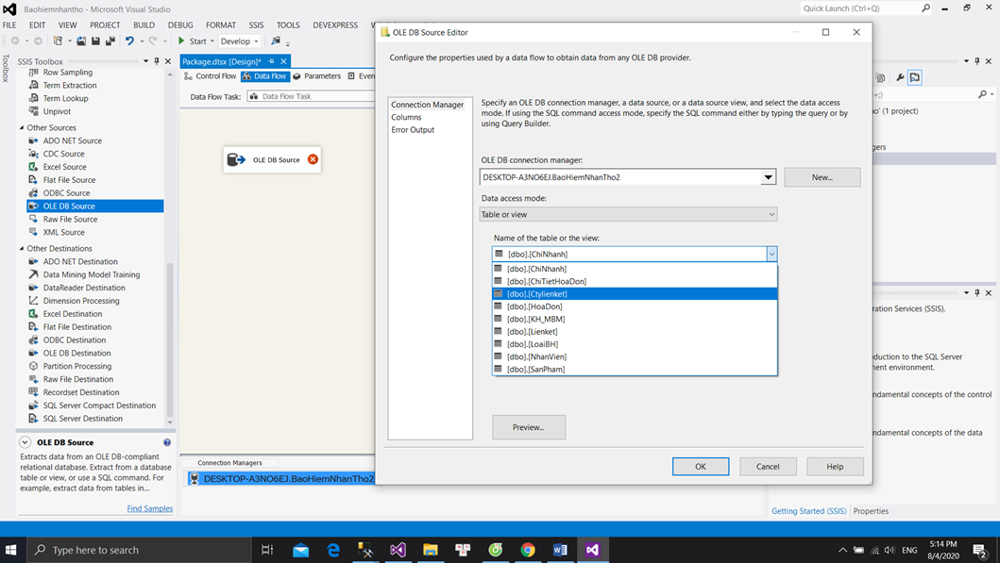 Baohiemnhantho - Microsoft Visual Studio
Quick Launch (Ctrl+Q)
FILE EDIT VIEW PROJECT BUILD DEBUG FORMAT SSIS TOOLS DEVEXPRESS
Start Develop
Toolbox
SSIS Toolbox
Row Sampling
Term Extraction
Term Lookup
Unpivot
Other Sources
ADO NET Source
CDC Source
Excel Source
Flat File Source
ODBC Source
OLE DB Source
Raw File Source
XML Source
Other Destinations
ADO NET Destination
Data Mining Model Training
DataReader Destination
Dimension Processing
Excel Destination
Flat File Destination
ODBC Destination
OLE DB Destination
Partition Processing
Raw File Destination
Recordset Destination
SQL Server Compact Destination
SQL Server Destination
OLE DB Source
Extracts data from an OLE DB-compliant
relational database. Extract from a database
table or view, or use a SQL command. For
example, extract data from tables in...
Find Samples
Package.dtsx [Design]*
Control Flow Data Flow Parameters Even
Data Flow Task: Data Flow Task
OLE DB Source
Connection Managers
DESKTOP-A3NO6EJ.BaoHiemNhanTho2
OLE DB Source Editor
Configure the properties used by a data flow to obtain data from any OLE DB provider.
Connection Manager
Columns
Error Output
Specify an OLE DB connection manager, a data source, or a data source view, and select the data access
mode. If using the SQL command access mode, specify the SQL command either by typing the query or by
using Query Builder.
OLE DB connection manager:
DESKTOP-A3NO6EJ.BaoHiemNhanTho2
New...
Data access mode:
Table or view
Name of the table or the view:
[dbo].[ChiNhanh]
[dbo].[ChiNhanh]
[dbo].[ChiTietHoaDon]
[dbo].[Ctylienket]
[dbo].[HoaDon]
[dbo].[KH_MBM]
[dbo].[Lienket]
[dbo].[LoaiBH]
[dbo].[NhanVien]
[dbo].[SanPham]
Preview...
OK Cancel Help
+;)
bo' (1 project)
gers
ration Services (SSIS).
duction to the SQL Server
ment environment.
ndamental concepts of the control
ndamental concepts of the data
Getting Started (SSIS) Properties
Type here to search
ENG
5:14 PM
8/4/2020
2